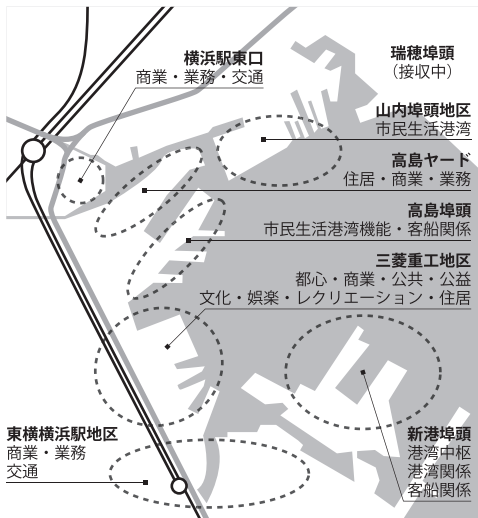 横浜駅東口
商業・業務・交通
瑞穂埠頭
(接収中)
山内埠頭地区
市民生活港湾
高島ヤード
住居・商業・業務
高島埠頭
市民生活港湾機能・客船関係
三菱重工地区
都心・商業・公共・公益
文化・娯楽・レクリエーション・住居
東横横浜駅地区
商業・業務
交通
新港埠頭
港湾中枢
港湾関係
客船関係